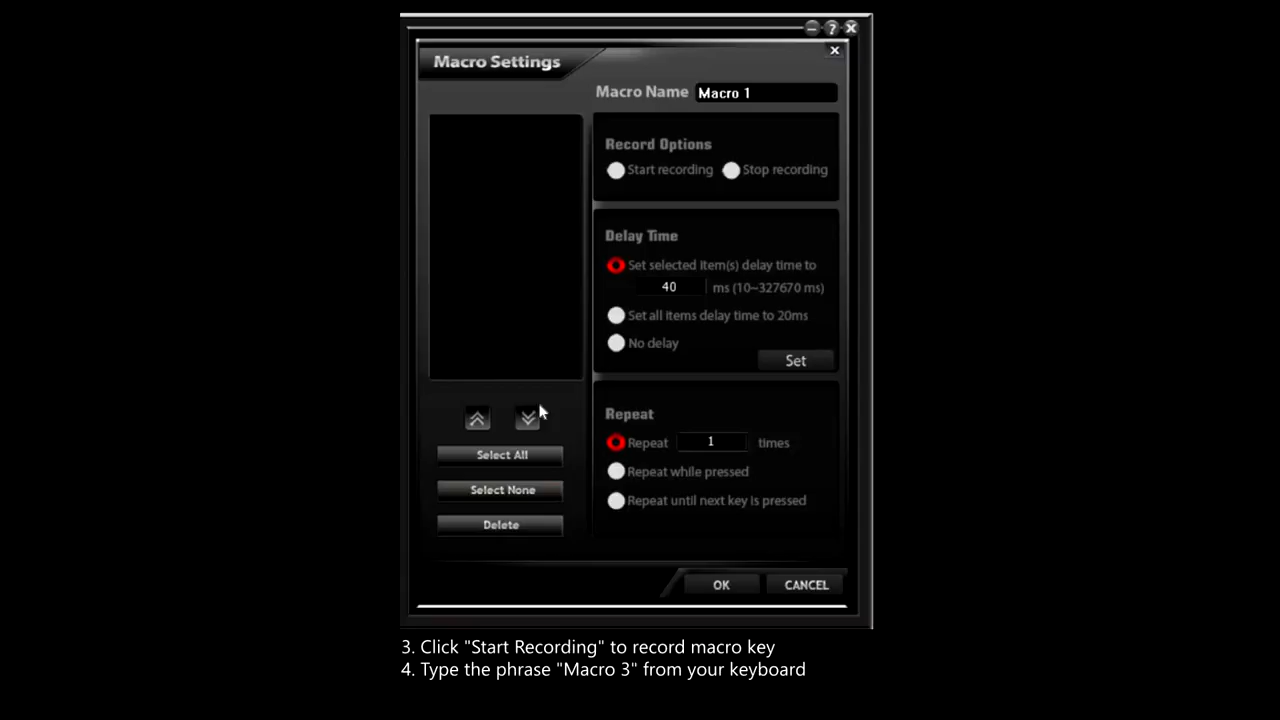 Macro Settings
Macro Name Macro 1
Record Options
Start recording Stop recording
Delay Time
Set selected item(s) delay time to
40 ms (10~327670 ms)
Set all items delay time to 20ms
No delay
Set
Repeat
Repeat 1 times
Repeat while pressed
Repeat until next key is pressed
Select All
Select None
Delete
OK CANCEL
3. Click "Start Recording" to record macro key
4. Type the phrase "Macro 3" from your keyboard